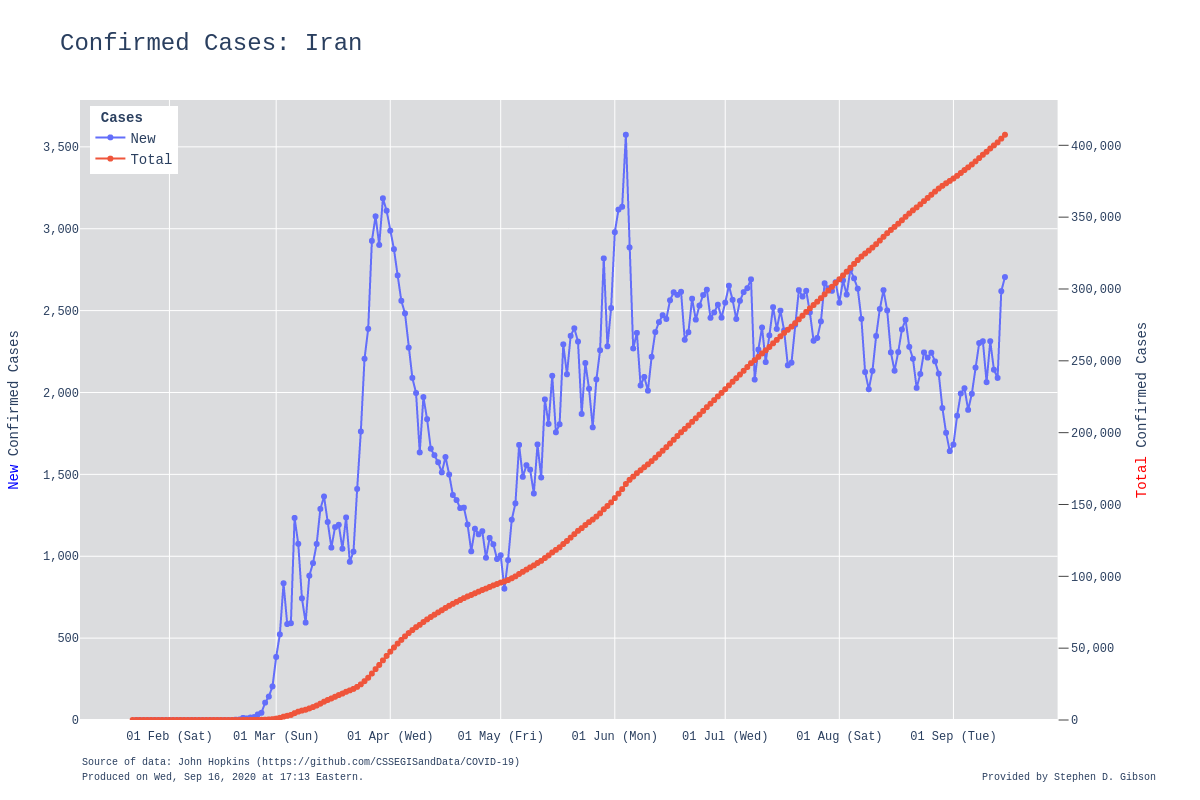 Confirmed Cases: Iran
Cases
New
Total
3,500
3,000
2,500
2,000
1,500
1,000
500
0
New Confirmed Cases
400,000
350,000
300,000
250,000
200,000
150,000
100,000
50,000
0
Total Confirmed Cases
01 Feb (Sat) 01 Mar (Sun) 01 Apr (Wed) 01 May (Fri) 01 Jun (Mon) 01 Jul (Wed) 01 Aug (Sat) 01 Sep (Tue)
Source of data: John Hopkins (https://github.com/CSSEGISandData/COVID-19)
Produced on Wed, Sep 16, 2020 at 17:13 Eastern.
Provided by Stephen D. Gibson